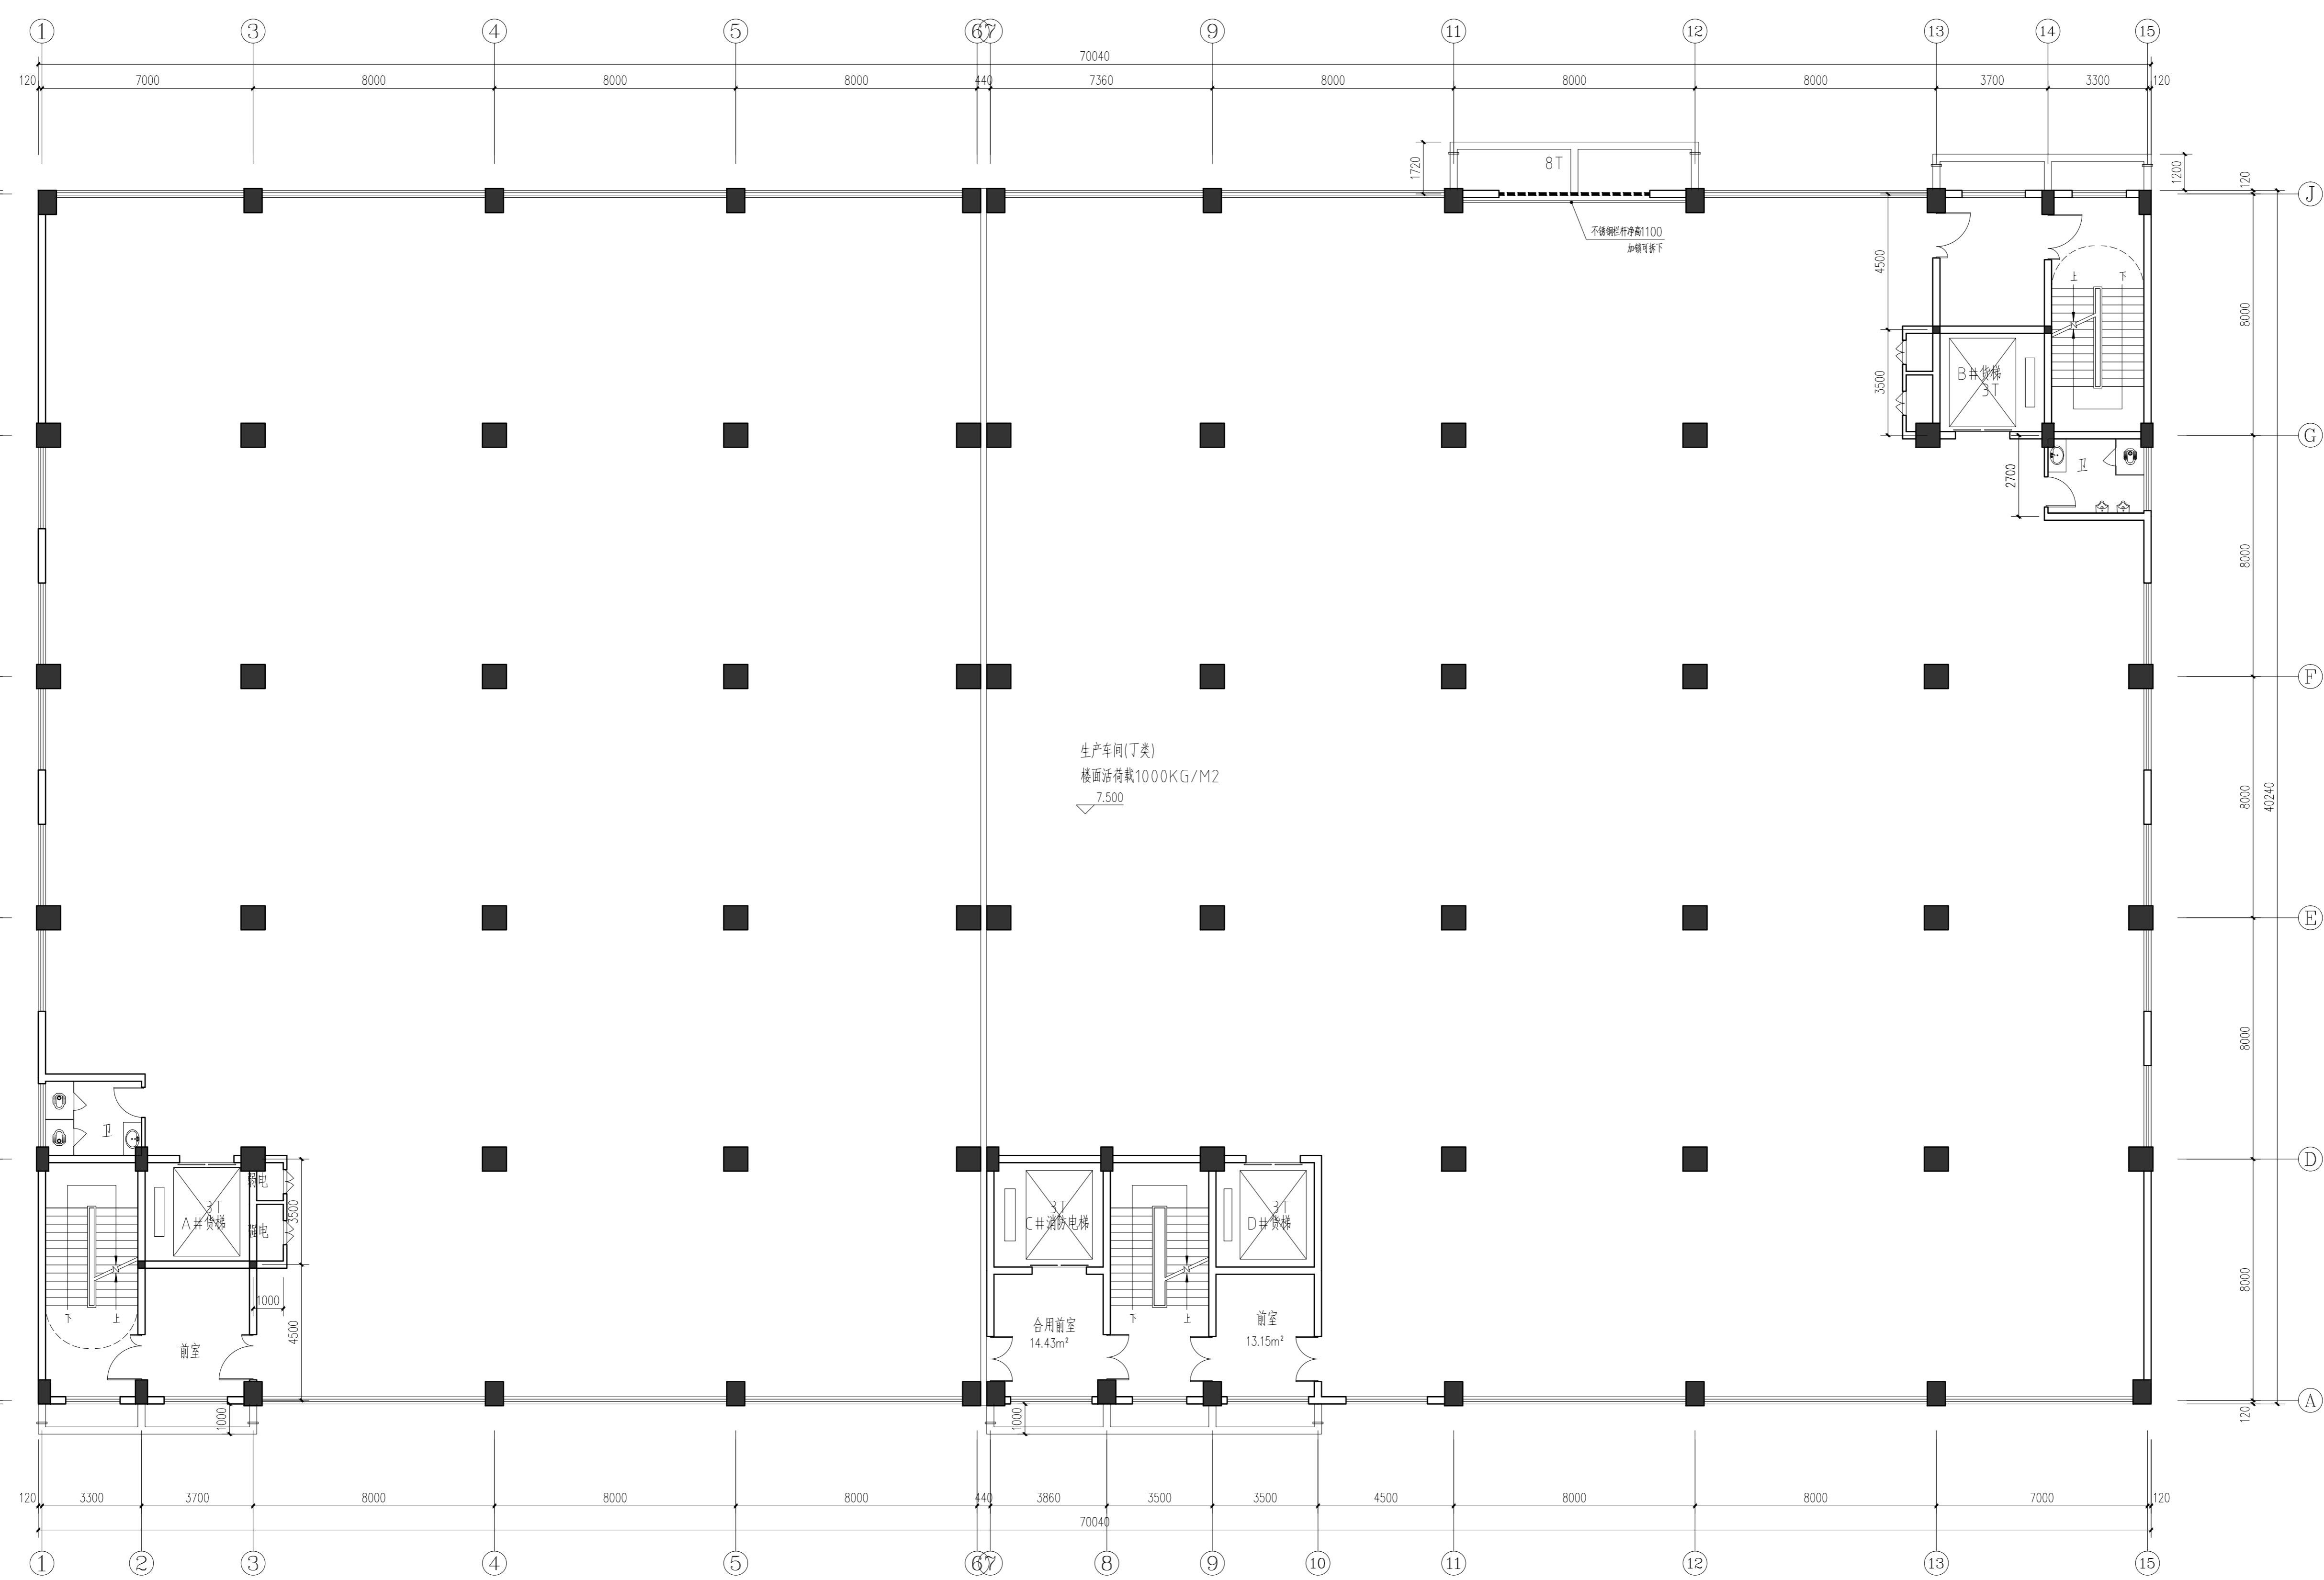 1 3 4 5 6 7 9 11 12 13 14 15
70040
120 7000 8000 8000 8000 440 7360 8000 8000 8000 3700 3300 120
1720
8T
1200
120
J
不锈钢栏杆净高1100
加锁可拆下
4500
上 下
8000
3500
B#货梯
3T
G
卫
2700
8000
F
生产车间(丁类)
楼面活荷载1000KG/M2
7.500
8000
40240
E
8000
卫
D
弱电
3500
3T
A#货梯
强电
3T
C#消防电梯
3T
D#货梯
8000
1000
下 上
下 上
4500
前室
合用前室
14.43m²
前室
13.15m²
A
1000
1000
120
120 3300 3700 8000 8000 8000 440 3860 3500 3500 4500 8000 8000 7000 120
70040
1 2 3 4 5 6 7 8 9 10 11 12 13 15